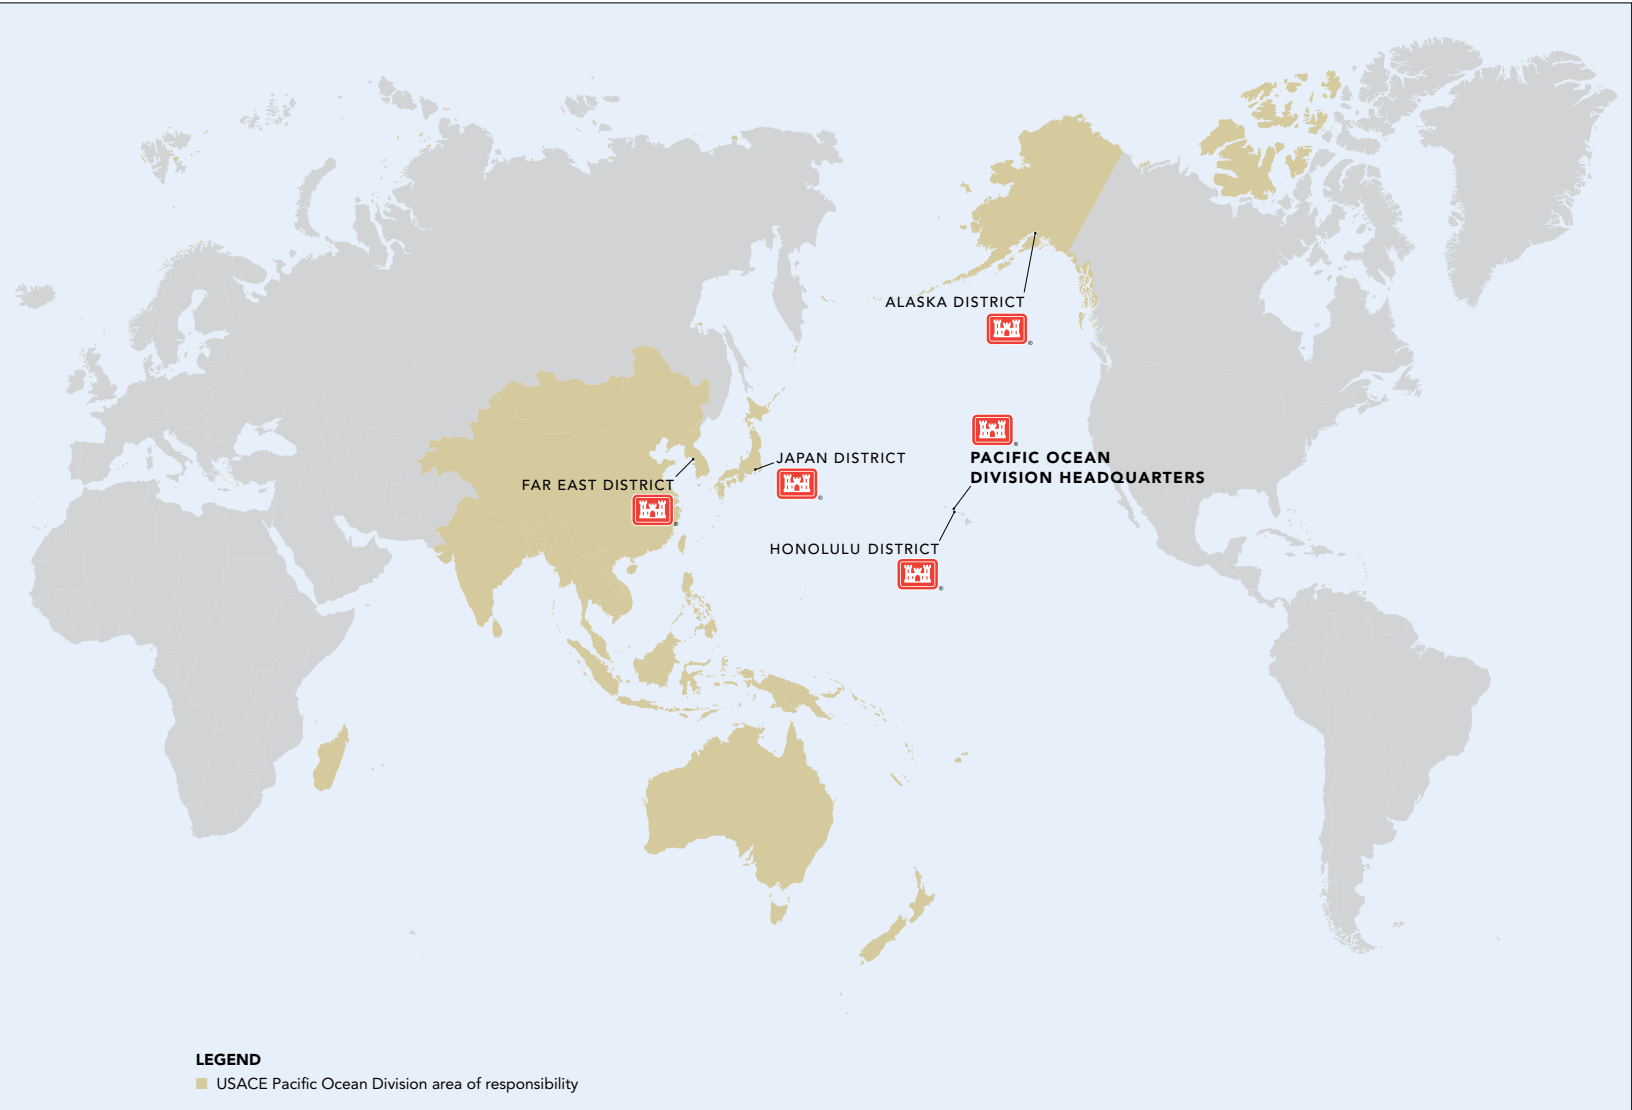 ALASKA DISTRICT
®
®
PACIFIC OCEAN
DIVISION HEADQUARTERS
JAPAN DISTRICT
®
FAR EAST DISTRICT
®
HONOLULU DISTRICT
®
LEGEND
USACE Pacific Ocean Division area of responsibility